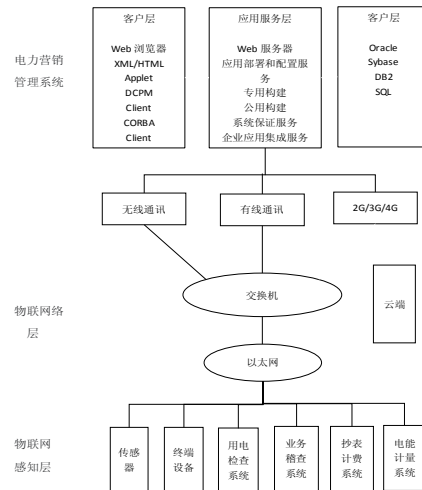 电力营销
管理系统
客户层
Web 浏览器
XML/HTML
Applet
DCPM
Client
CORBA
Client
应用服务层
Web 服务器
应用部署和配置服
务
专用构建
公用构建
系统保证服务
企业应用集成服务
客户层
Oracle
Sybase
DB2
SQL
无线通讯
有线通讯
2G/3G/4G
物联网络
层
交换机
云端
以太网
物联网
感知层
传感
器
终端
设备
用电
检查
系统
业务
稽查
系统
抄表
计费
系统
电能
计量
系统